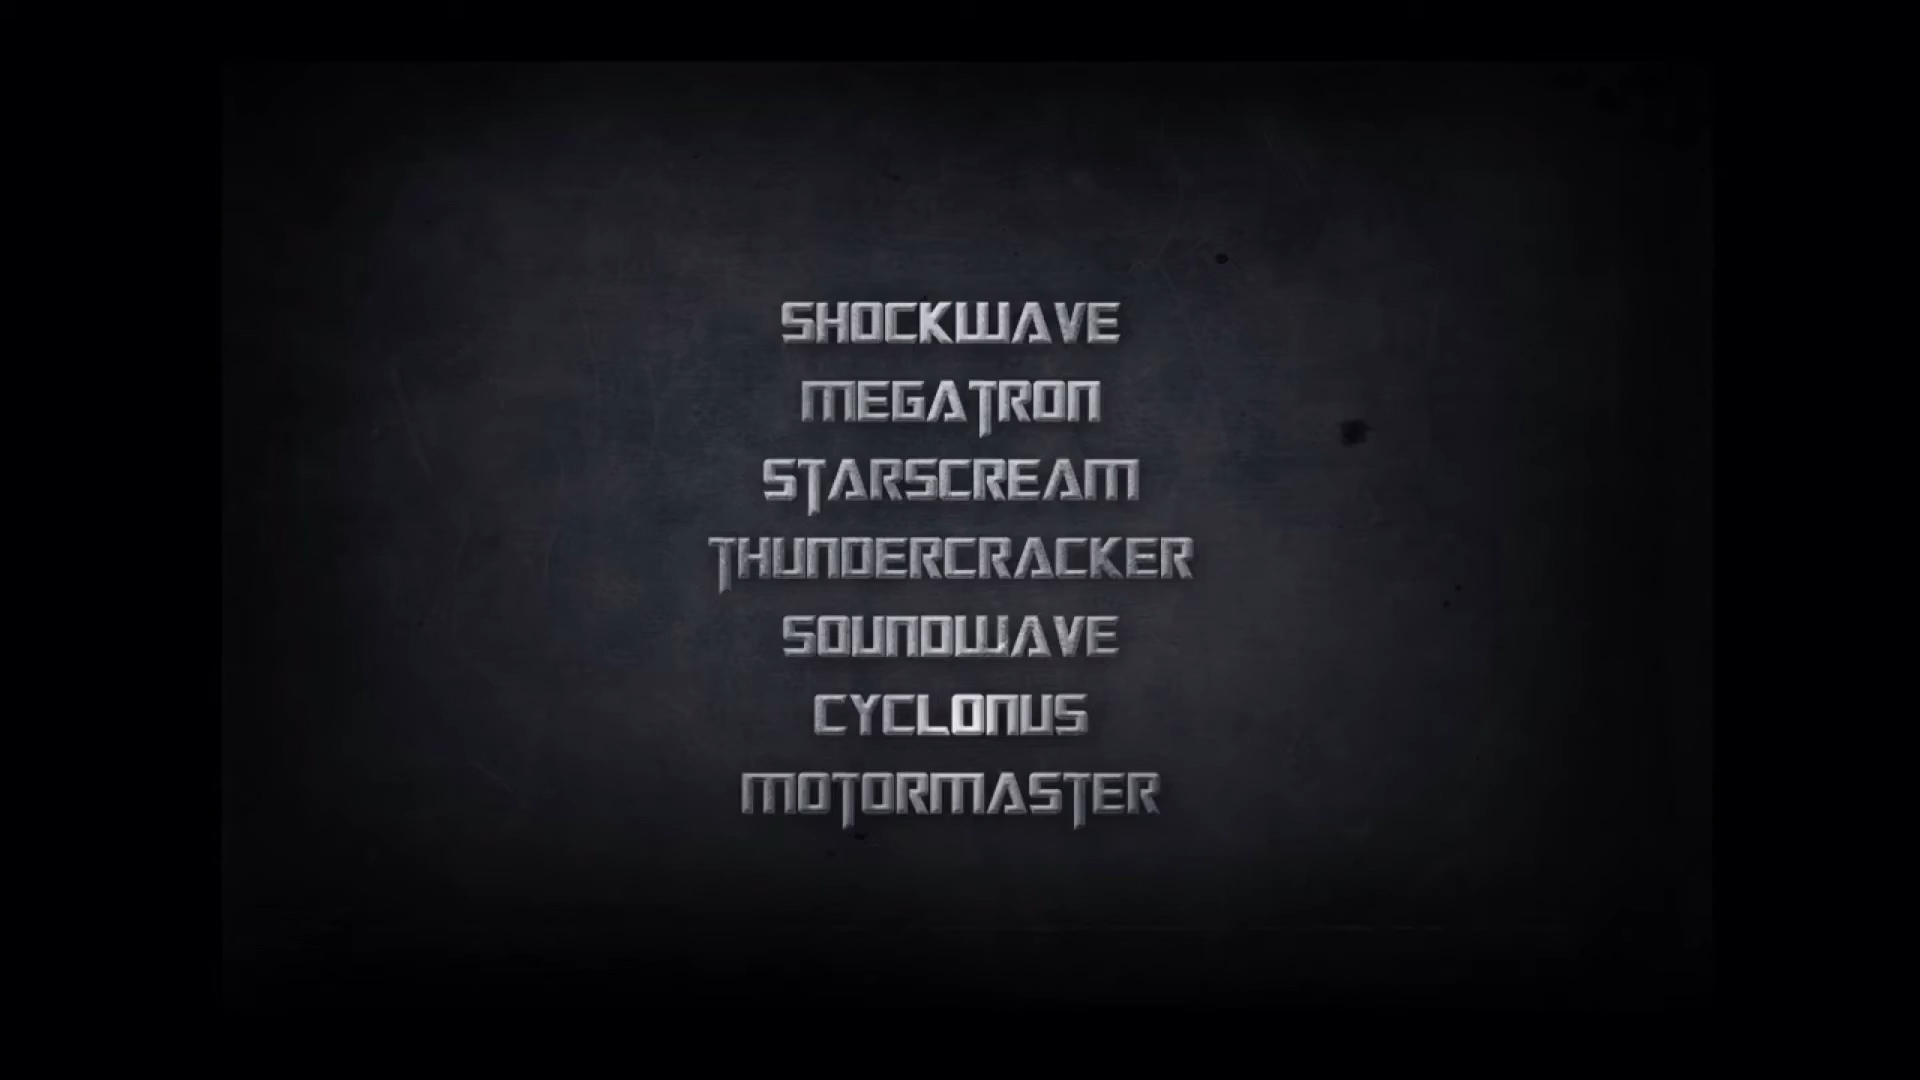 SHOCKWAVE
MEGATRON
STARSCREAM
THUNDERCRACKER
SOUNDWAVE
CYCLONUS
MOTORMASTER